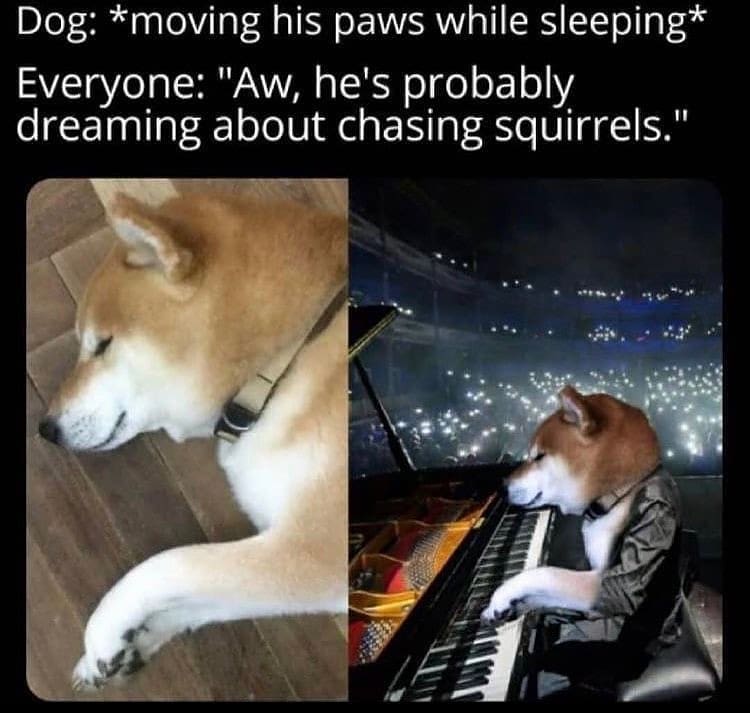 Dog: *moving his paws while sleeping*
Everyone: "Aw, he's probably
dreaming about chasing squirrels."